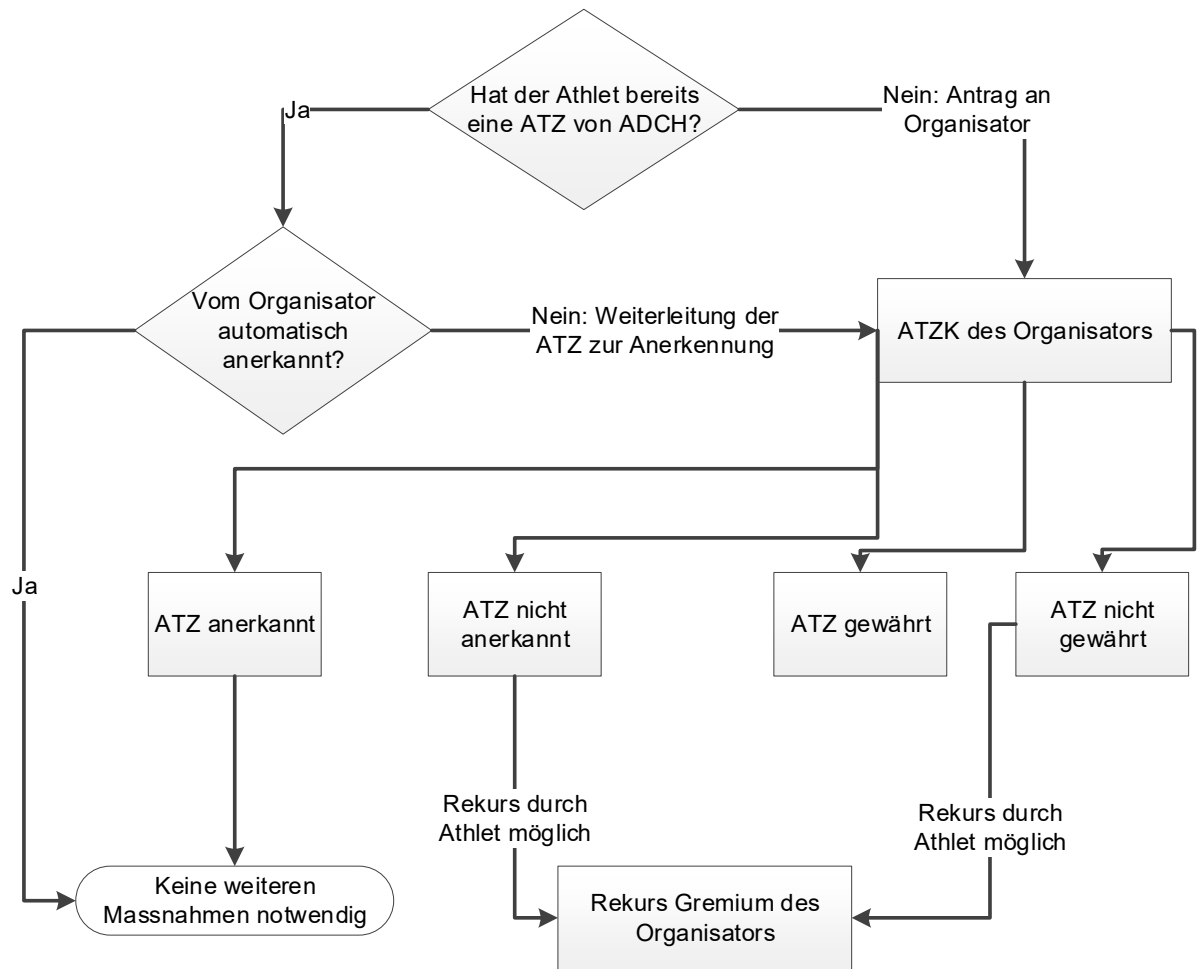 Hat der Athlet bereits
eine ATZ von ADCH?
Ja
Nein: Antrag an
Organisator
Vom Organisator
automatisch
anerkannt?
Nein: Weiterleitung der
ATZ zur Anerkennung
ATZK des Organisators
Ja
ATZ anerkannt
ATZ nicht
anerkannt
ATZ gewährt
ATZ nicht
gewährt
Rekurs durch
Athlet möglich
Rekurs durch
Athlet möglich
Keine weiteren
Massnahmen notwendig
Rekurs Gremium des
Organisators